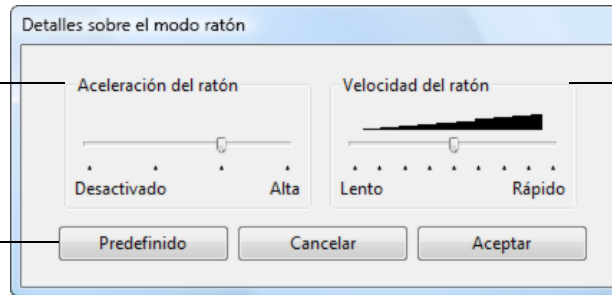 Detalles sobre el modo ratón
Aceleración del ratón
Velocidad del ratón
Desactivado
Alta
Lento
Rápido
Predefinido
Cancelar
Aceptar